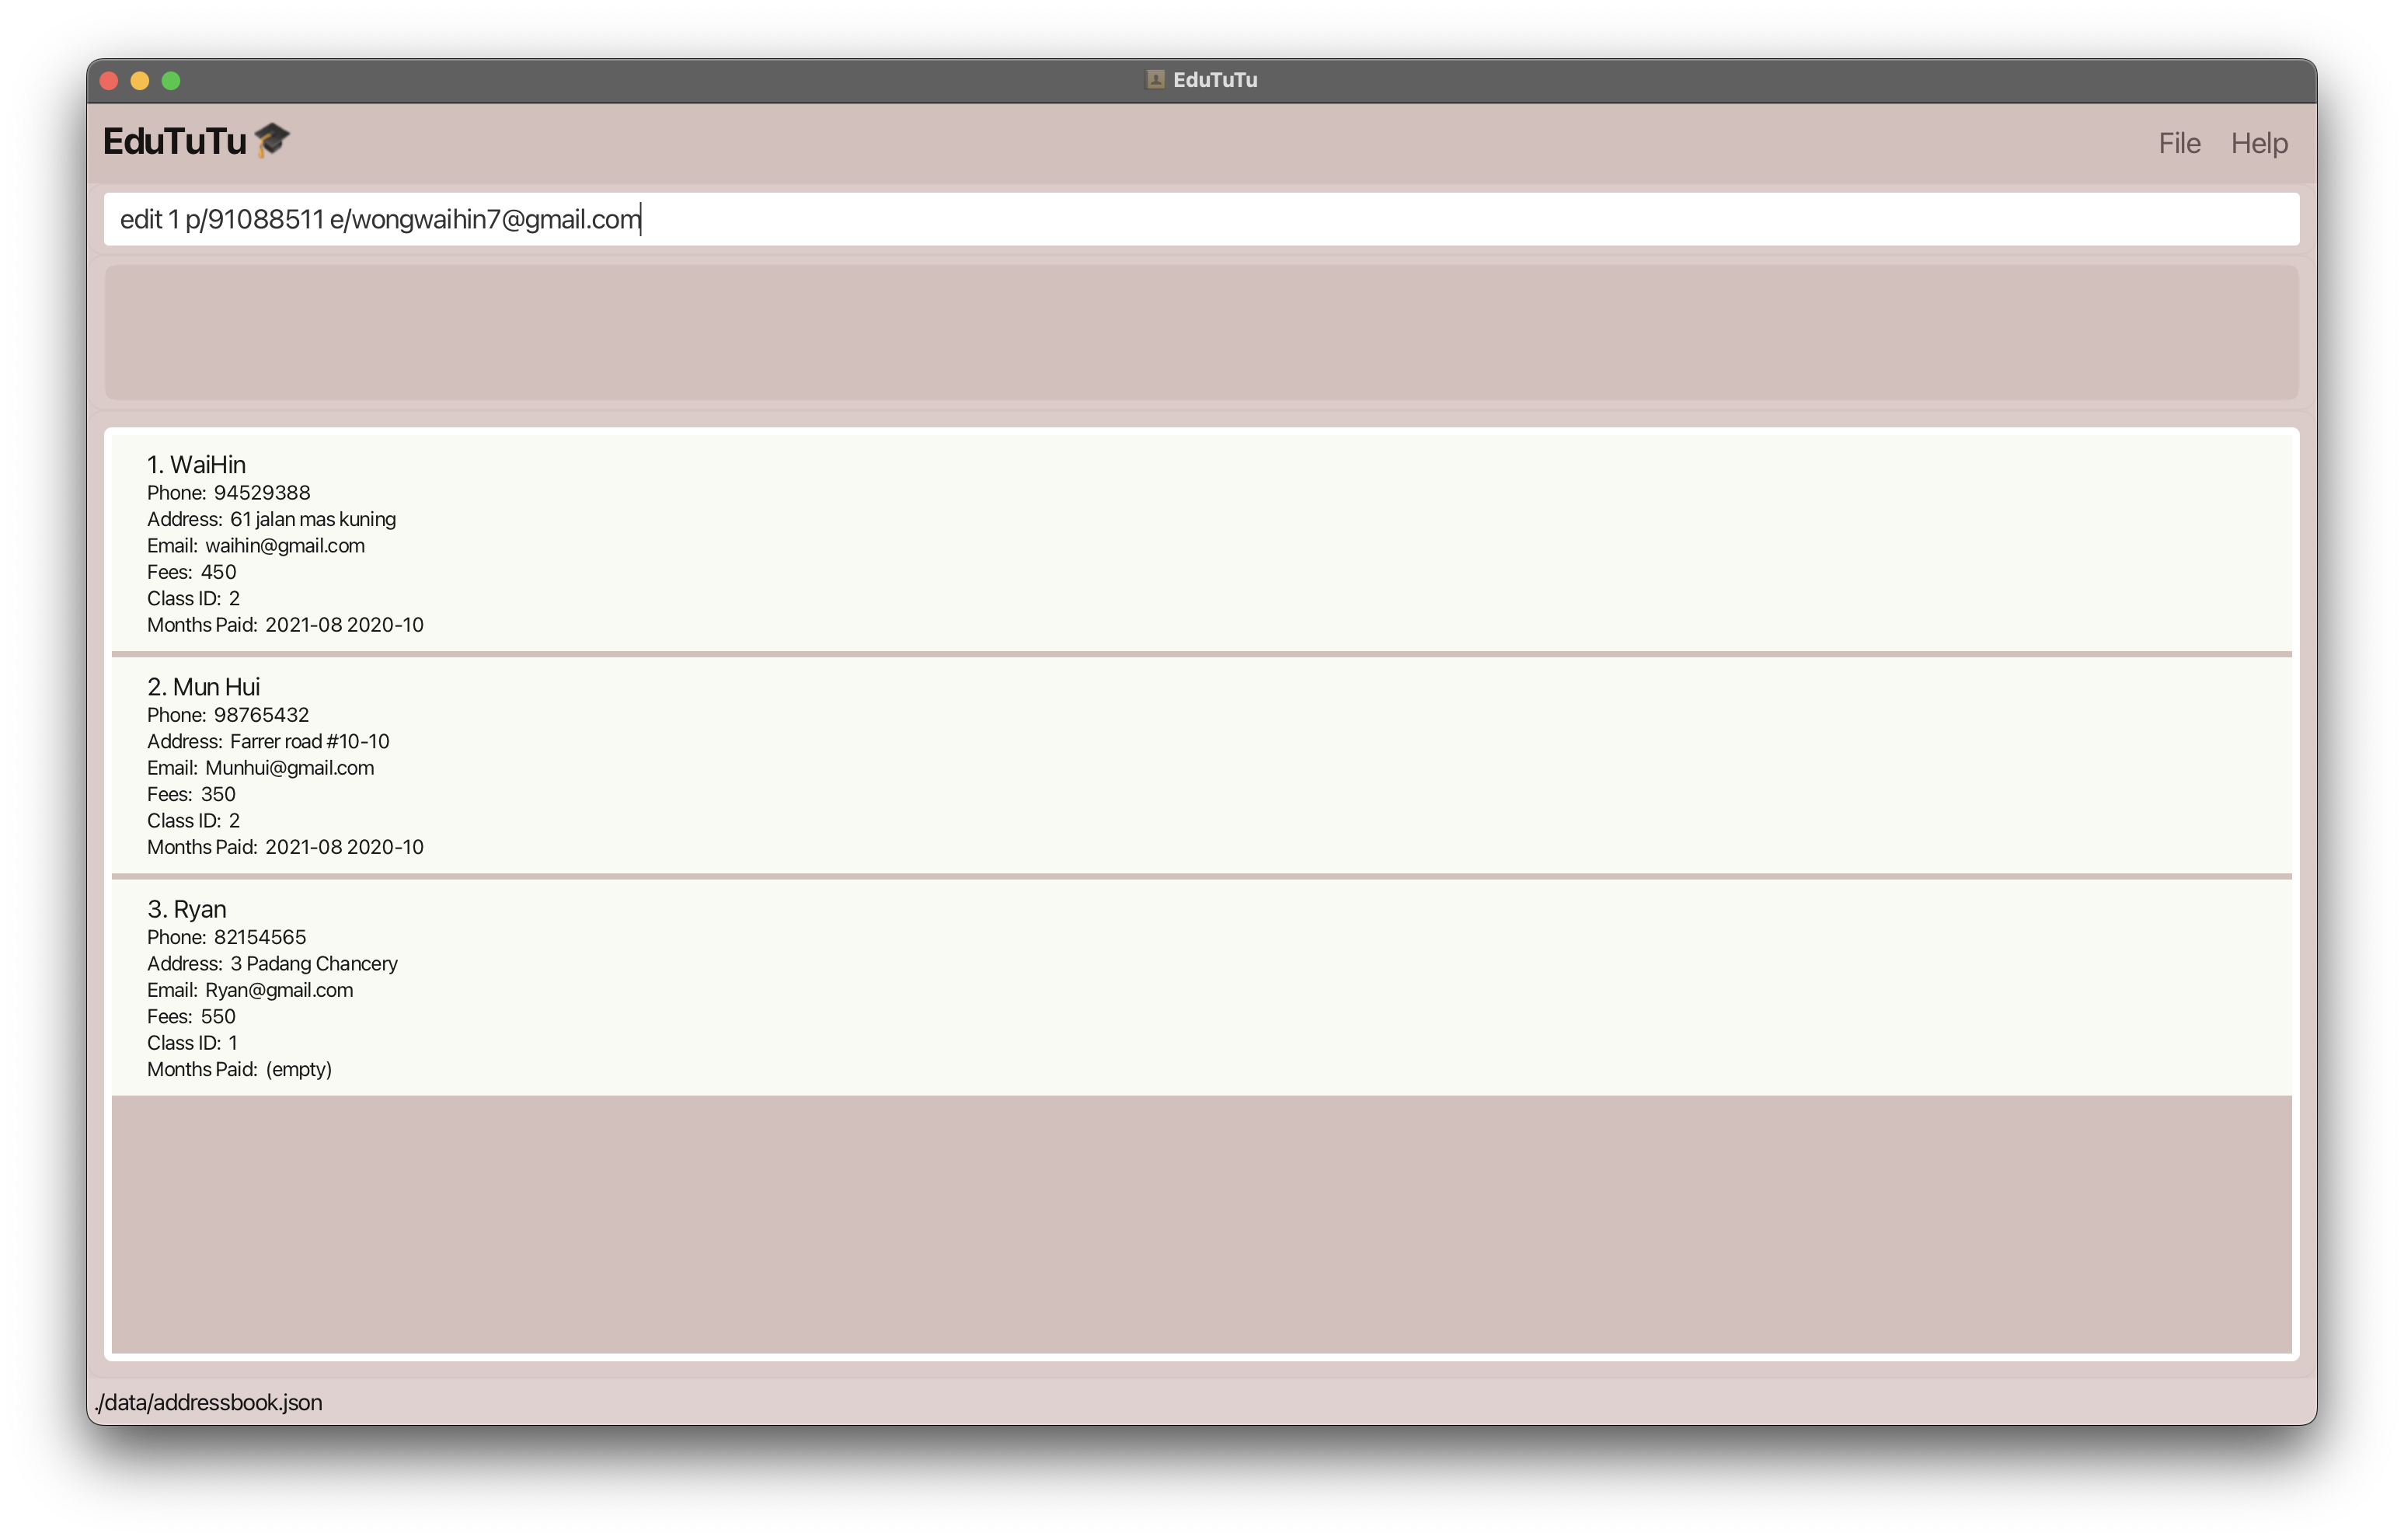 EduTuTu
EduTuTu
File Help
edit 1 p/91088511 e/wongwaihin7@gmail.com
1. WaiHin
Phone: 94529388
Address: 61 jalan mas kuning
Email: waihin@gmail.com
Fees: 450
Class ID: 2
Months Paid: 2021-08 2020-10
2. Mun Hui
Phone: 98765432
Address: Farrer road #10-10
Email: Munhui@gmail.com
Fees: 350
Class ID: 2
Months Paid: 2021-08 2020-10
3. Ryan
Phone: 82154565
Address: 3 Padang Chancery
Email: Ryan@gmail.com
Fees: 550
Class ID: 1
Months Paid: (empty)
./data/addressbook.json